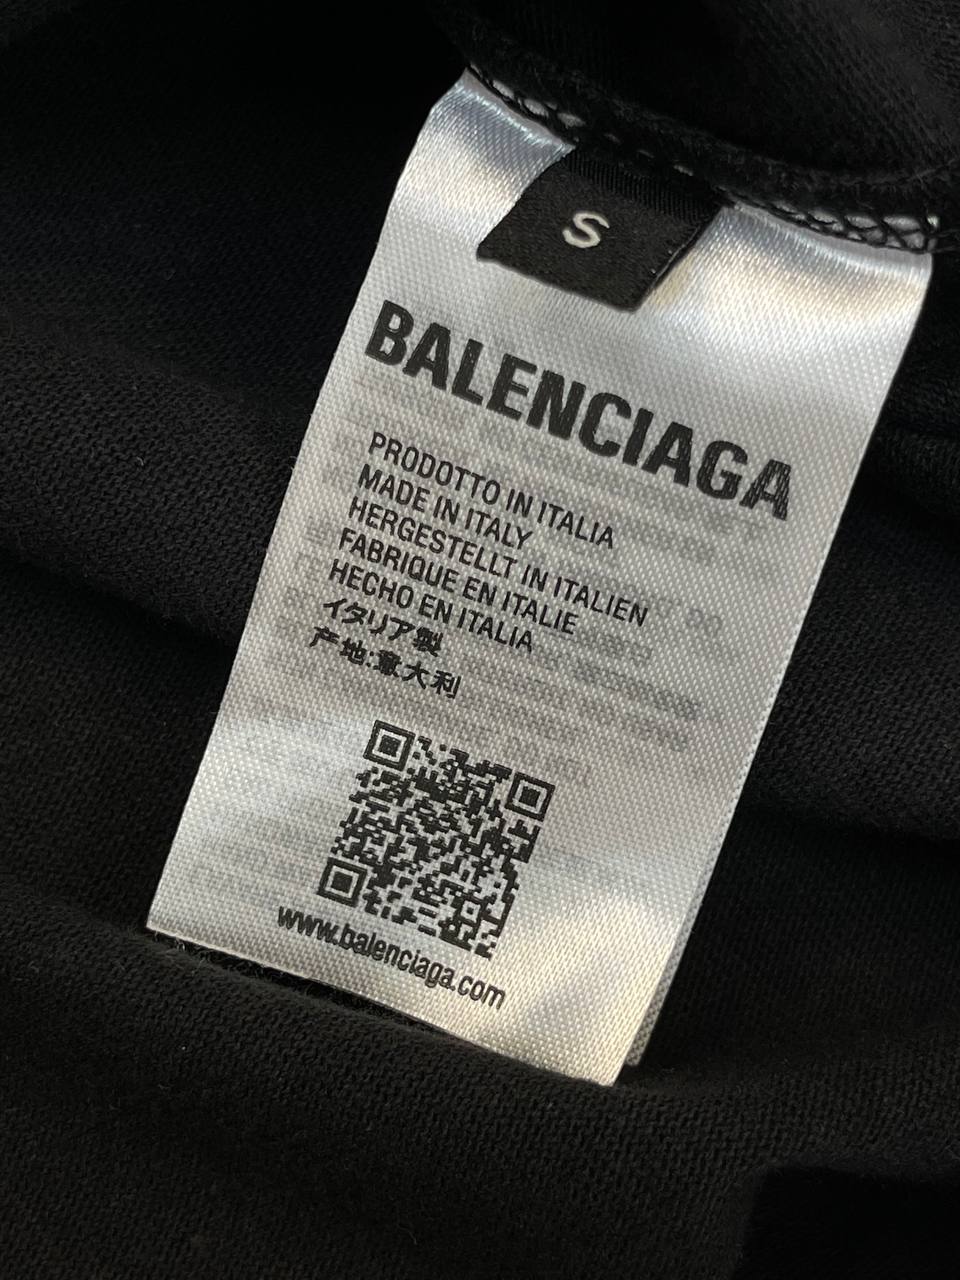 S
BALENCIAGA
PRODOTTO IN ITALIA
MADE IN ITALY
HERGESTELLT IN ITALIEN
FABRIQUE EN ITALIE
HECHO EN ITALIA
イタリア製
产地:意大利
www.balenciaga.com